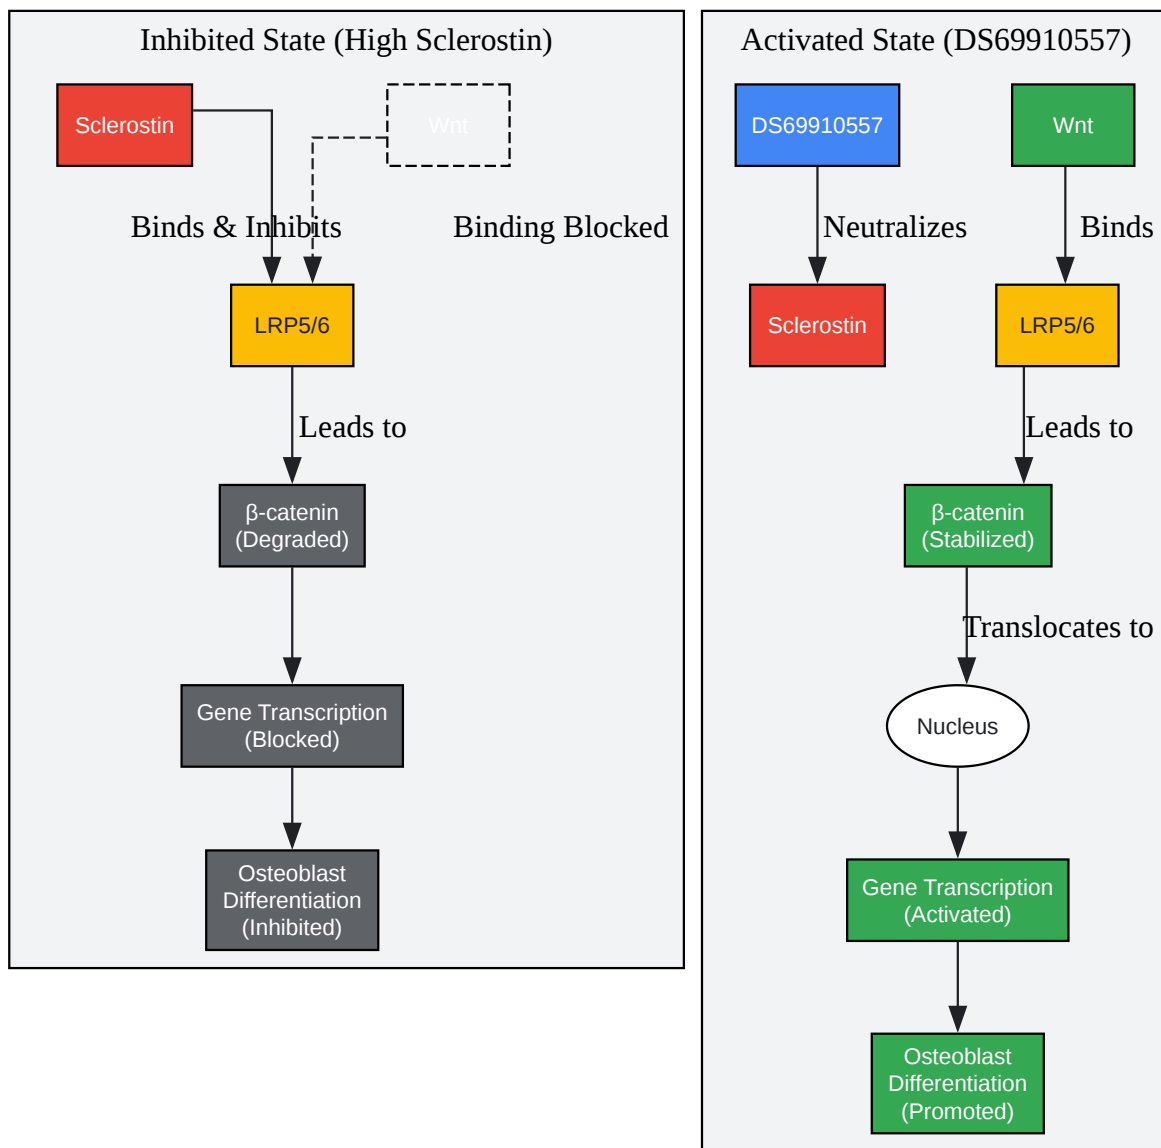 Inhibited State (High Sclerostin)
Sclerostin
Wnt
Binds & Inhibits
Binding Blocked
LRP5/6
Leads to
β-catenin
(Degraded)
Gene Transcription
(Blocked)
Osteoblast
Differentiation
(Inhibited)
Activated State (DS69910557)
DS69910557
Wnt
Neutralizes
Binds
Sclerostin
LRP5/6
Leads to
β-catenin
(Stabilized)
Translocates to
Nucleus
Gene Transcription
(Activated)
Osteoblast
Differentiation
(Promoted)